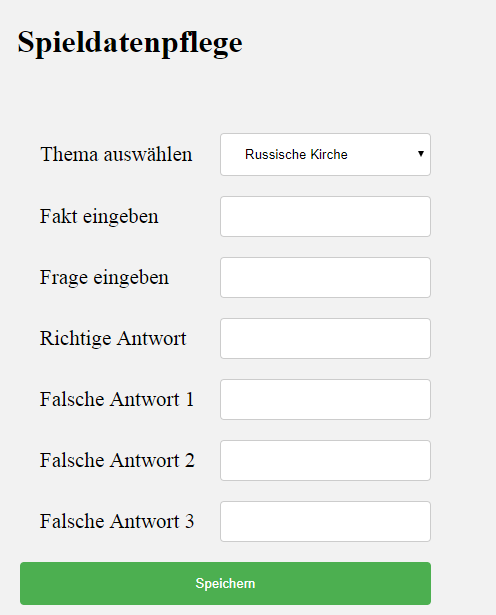 Spieldatenpflege
Thema auswählen Russische Kirche
Fakt eingeben
Frage eingeben
Richtige Antwort
Falsche Antwort 1
Falsche Antwort 2
Falsche Antwort 3
Speichern